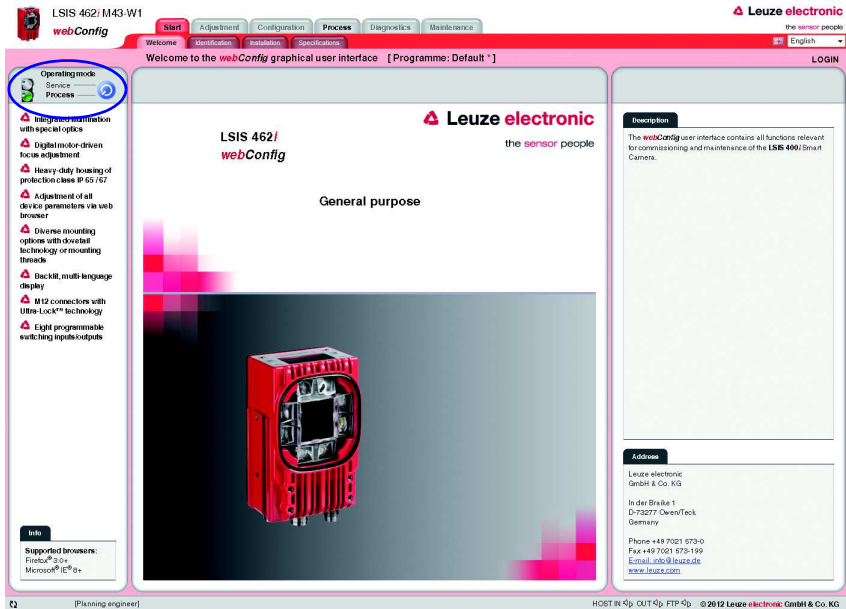 LSIS 462i M43-W1
webConfig
Leuze electronic
the sensor people
Start Adjustment Configuration Process Diagnostics Maintenance
Welcome Identification Installation Specifications
English
Welcome to the webConfig graphical user interface [ Programme: Default * ]
LOGIN
Operating mode
Service
Process
Integrated illumination
with special optics
Digital motor-driven
focus adjustment
Heavy-duty housing of
protection class IP 65 / 67
Adjustment of all
device parameters via web
browser
Diverse mounting
options with dovetail
technology or mounting
threads
Backlit, multi-language
display
M12 connectors with
Ultra-Lock™ technology
Eight programmable
switching inputs/outputs
Info
Supported browsers:
Firefox® 3.0+
Microsoft® IE® 8+
LSIS 462i
webConfig
Leuze electronic
the sensor people
General purpose
Description
The webConfig user interface contains all functions relevant
for commissioning and maintenance of the LSIS 400i Smart
Camera.
Address
Leuze electronic
GmbH & Co. KG
In der Braike 1
D-73277 Owen/Teck
Germany
Phone +49 7021 573-0
Fax +49 7021 573-199
E-mail: info@leuze.de
www.leuze.com
[Planning engineer]
HOST IN OUT FTP © 2012 Leuze electronic GmbH & Co. KG